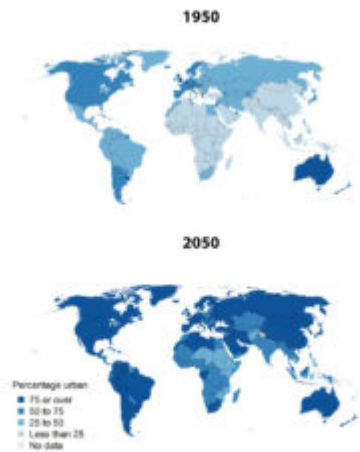 1950
2050
Percentage urban
75 or over
50 to 75
25 to 50
Less than 25
No data